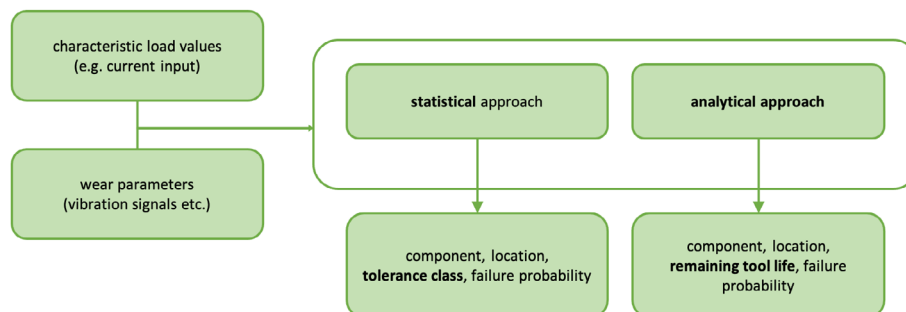 characteristic load values
(e.g. current input)
statistical approach
analytical approach
wear parameters
(vibration signals etc.)
component, location,
tolerance class, failure probability
component, location,
remaining tool life, failure
probability